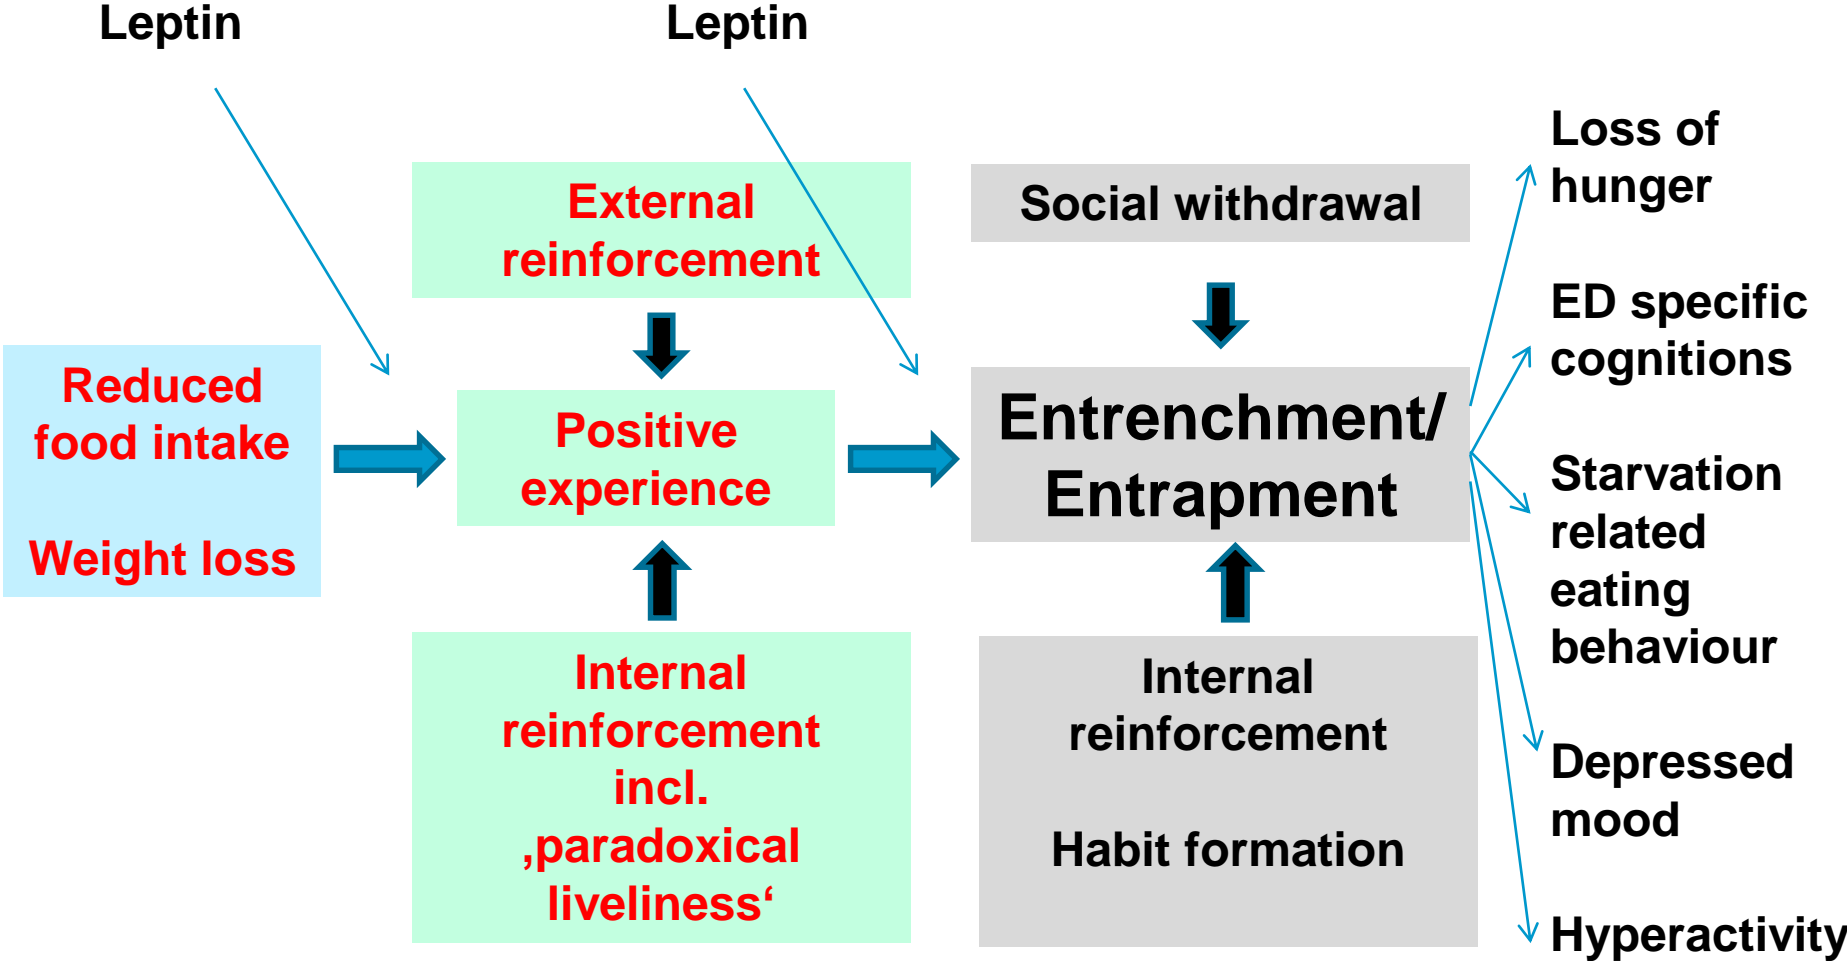 Leptin
Leptin
External
reinforcement
Social withdrawal
Loss of
hunger
Reduced
food intake
Weight loss
Positive
experience
Entrenchment/
Entrapment
ED specific
cognitions
Starvation
related
eating
behaviour
Internal
reinforcement
incl.
‚paradoxical
liveliness‘
Internal
reinforcement
Habit formation
Depressed
mood
Hyperactivity